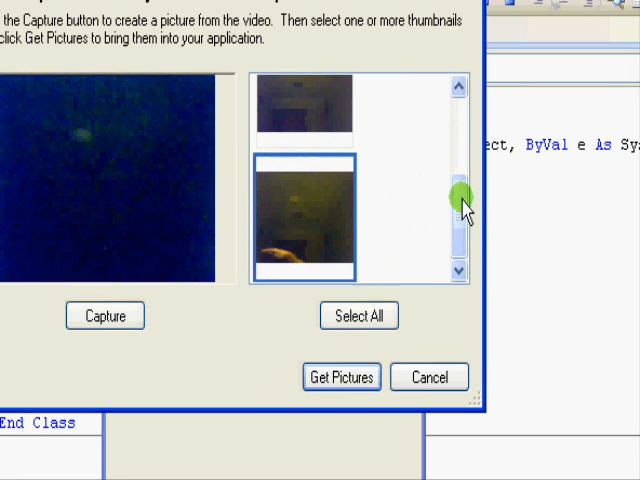 the Capture button to create a picture from the video. Then select one or more thumbnails
click Get Pictures to bring them into your application.
ect, ByVal e As Sy
Capture
Select All
Get Pictures
Cancel
End Class